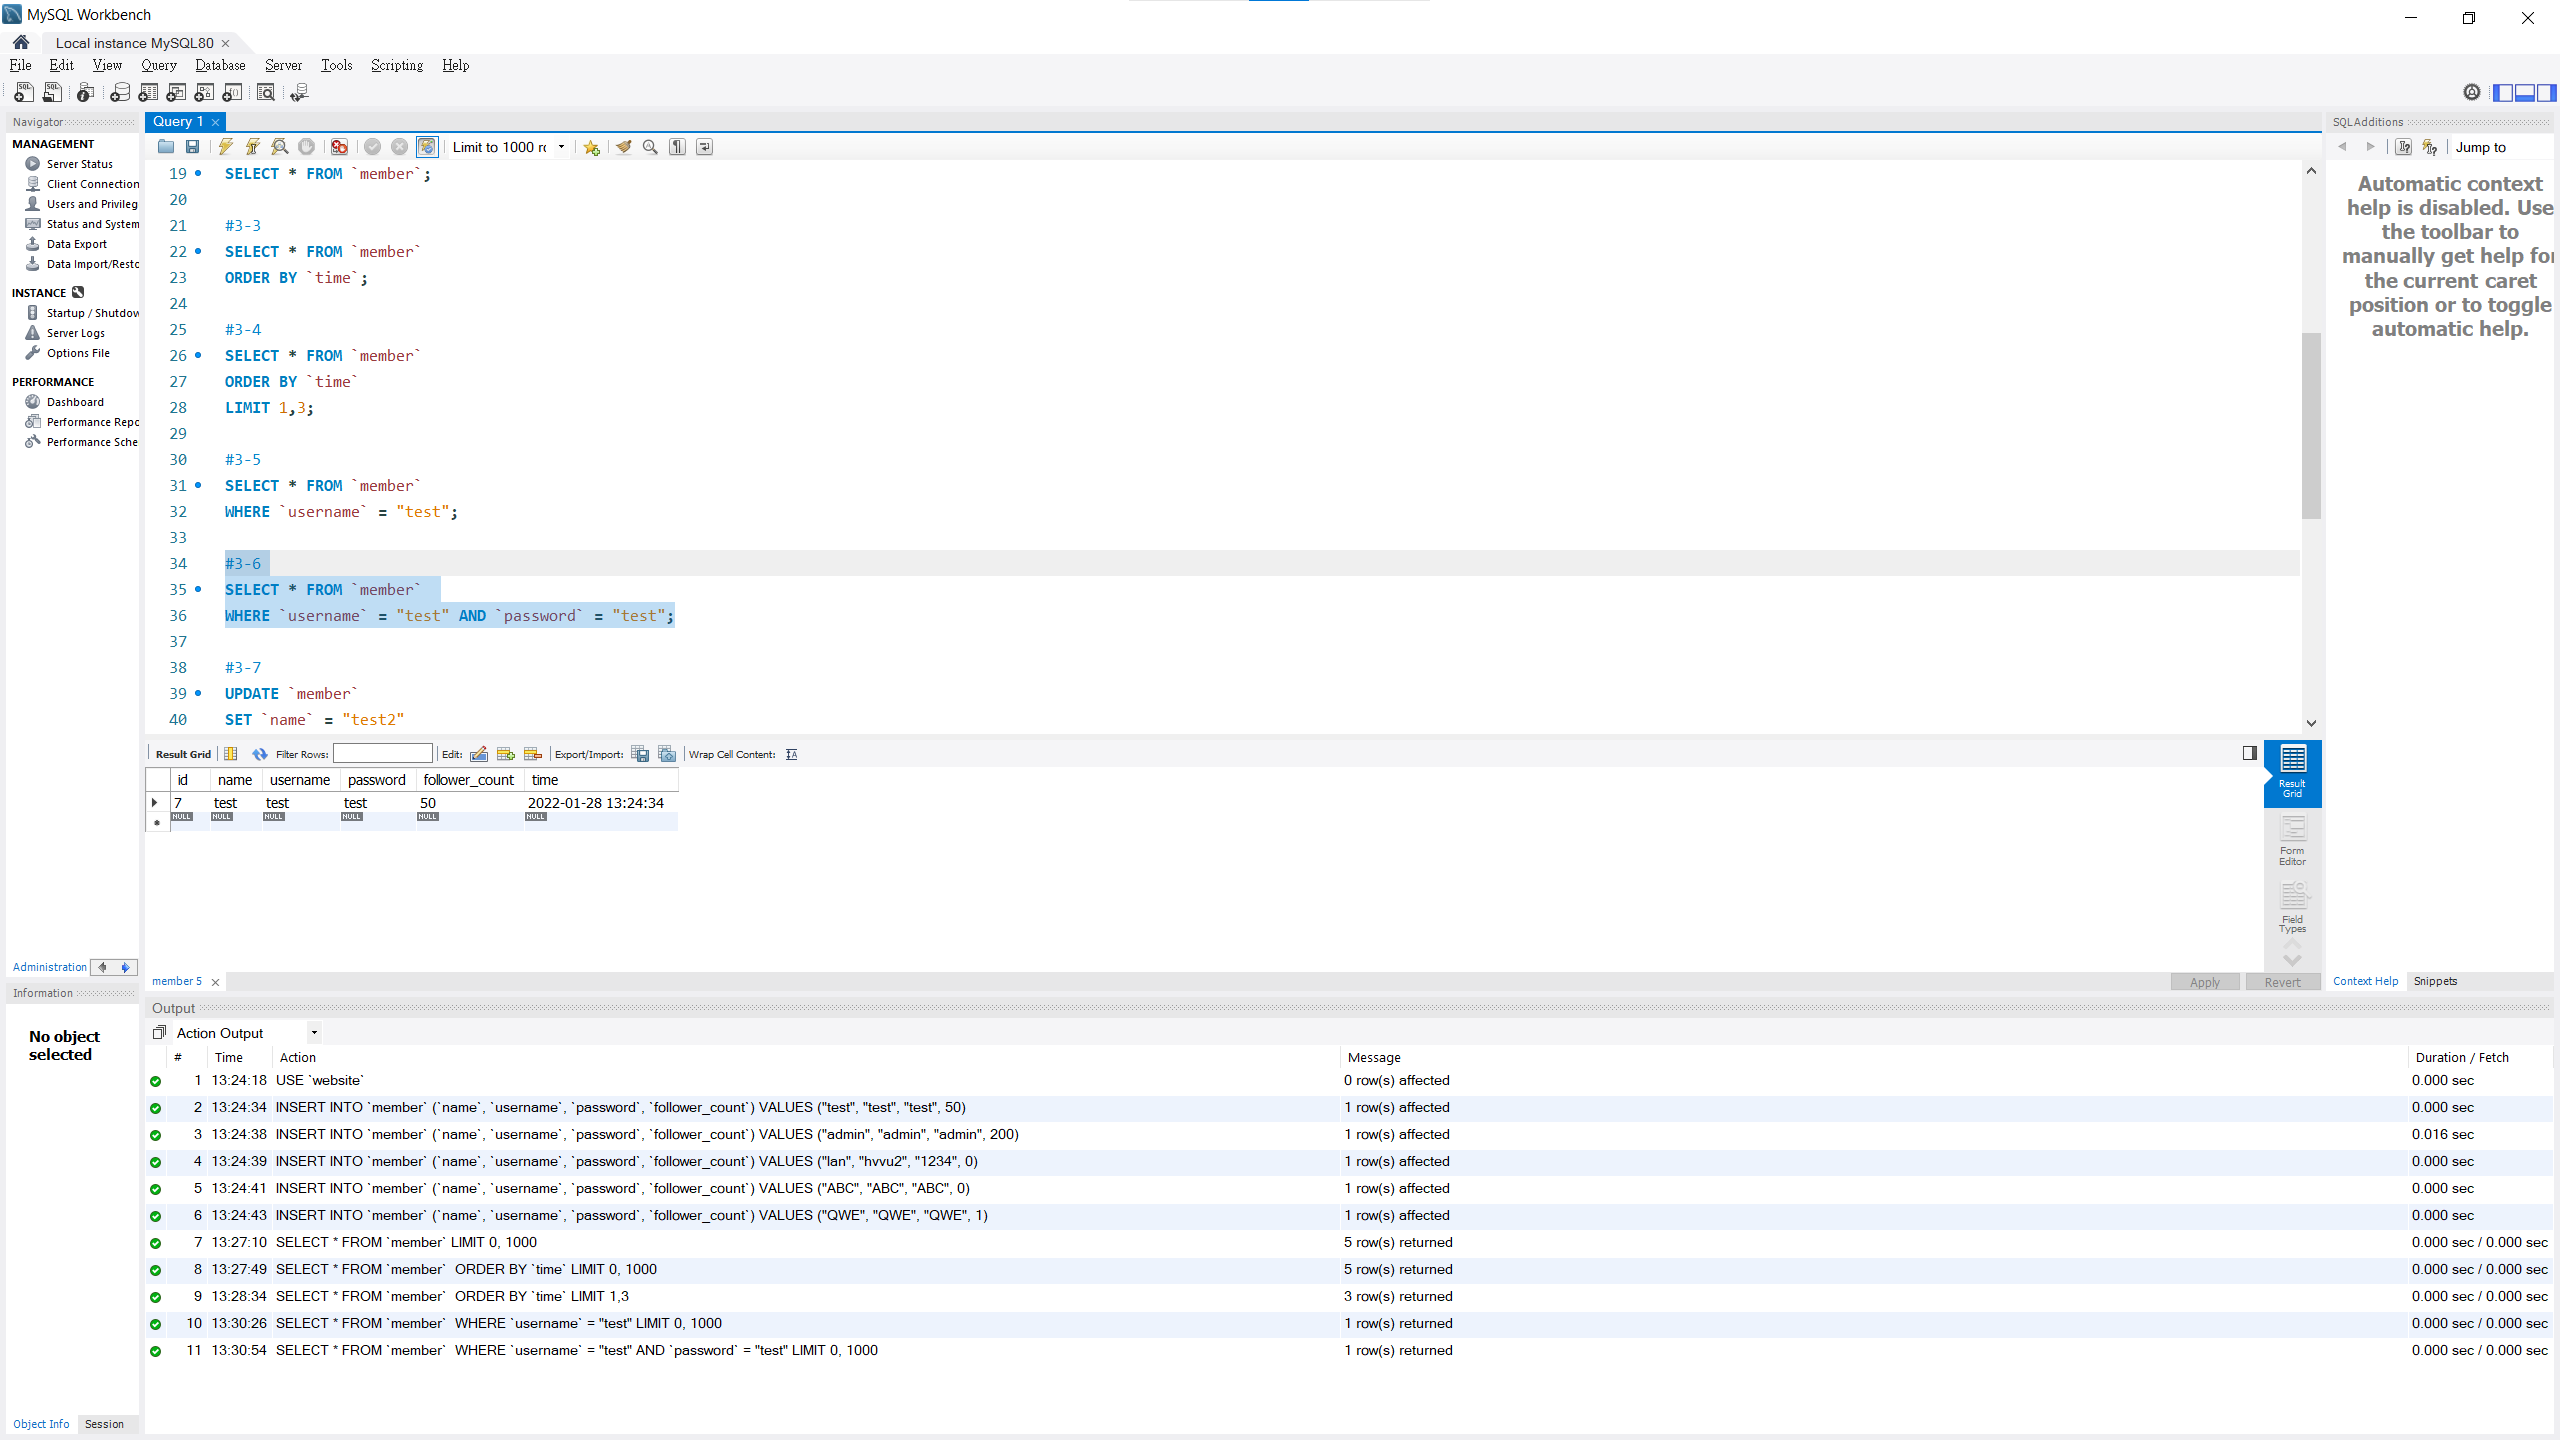 MySQL Workbench
Local instance MySQL80
File Edit View Query Database Server Tools Scripting Help
Navigator
MANAGEMENT
Server Status
Client Connection
Users and Privileg
Status and System
Data Export
Data Import/Resto
INSTANCE
Startup / Shutdow
Server Logs
Options File
PERFORMANCE
Dashboard
Performance Repo
Performance Sche
Administration
Information
No object
selected
Object Info Session
Query 1
Limit to 1000 r
19 SELECT * FROM `member`;
20
21 #3-3
22 SELECT * FROM `member`
23 ORDER BY `time`;
24
25 #3-4
26 SELECT * FROM `member`
27 ORDER BY `time`
28 LIMIT 1,3;
29
30 #3-5
31 SELECT * FROM `member`
32 WHERE `username` = "test";
33
34 #3-6
35 SELECT * FROM `member`
36 WHERE `username` = "test" AND `password` = "test";
37
38 #3-7
39 UPDATE `member`
40 SET `name` = "test2"
Result Grid Filter Rows: Edit: Export/Import: Wrap Cell Content:
id name username password follower_count time
7 test test test 50 2022-01-28 13:24:34
NULL NULL NULL NULL NULL NULL
Result
Grid
Form
Editor
Field
Types
member 5
Apply Revert
SQLAdditions
Jump to
Automatic context
help is disabled. Use
the toolbar to
manually get help for
the current caret
position or to toggle
automatic help.
Context Help Snippets
Output
Action Output
# Time Action Message Duration / Fetch
1 13:24:18 USE `website` 0 row(s) affected 0.000 sec
2 13:24:34 INSERT INTO `member` (`name`, `username`, `password`, `follower_count`) VALUES ("test", "test", "test", 50) 1 row(s) affected 0.000 sec
3 13:24:38 INSERT INTO `member` (`name`, `username`, `password`, `follower_count`) VALUES ("admin", "admin", "admin", 200) 1 row(s) affected 0.016 sec
4 13:24:39 INSERT INTO `member` (`name`, `username`, `password`, `follower_count`) VALUES ("Ian", "hvvu2", "1234", 0) 1 row(s) affected 0.000 sec
5 13:24:41 INSERT INTO `member` (`name`, `username`, `password`, `follower_count`) VALUES ("ABC", "ABC", "ABC", 0) 1 row(s) affected 0.000 sec
6 13:24:43 INSERT INTO `member` (`name`, `username`, `password`, `follower_count`) VALUES ("QWE", "QWE", "QWE", 1) 1 row(s) affected 0.000 sec
7 13:27:10 SELECT * FROM `member` LIMIT 0, 1000 5 row(s) returned 0.000 sec / 0.000 sec
8 13:27:49 SELECT * FROM `member` ORDER BY `time` LIMIT 0, 1000 5 row(s) returned 0.000 sec / 0.000 sec
9 13:28:34 SELECT * FROM `member` ORDER BY `time` LIMIT 1,3 3 row(s) returned 0.000 sec / 0.000 sec
10 13:30:26 SELECT * FROM `member` WHERE `username` = "test" LIMIT 0, 1000 1 row(s) returned 0.000 sec / 0.000 sec
11 13:30:54 SELECT * FROM `member` WHERE `username` = "test" AND `password` = "test" LIMIT 0, 1000 1 row(s) returned 0.000 sec / 0.000 sec